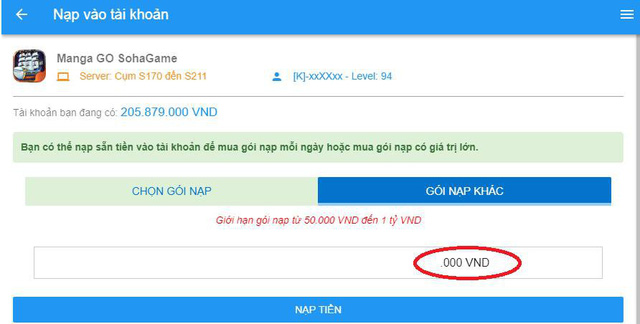 Nạp vào tài khoản
Manga GO SohaGame
Server: Cụm S170 đến S211
[K]-xxXXxx - Level: 94
Tài khoản bạn đang có: 205.879.000 VND
Bạn có thể nạp sẵn tiền vào tài khoản để mua gói nạp mỗi ngày hoặc mua gói nạp có giá trị lớn.
CHỌN GÓI NẠP
GÓI NẠP KHÁC
Giới hạn gói nạp từ 50.000 VND đến 1 tỷ VND
.000 VND
NẠP TIỀN